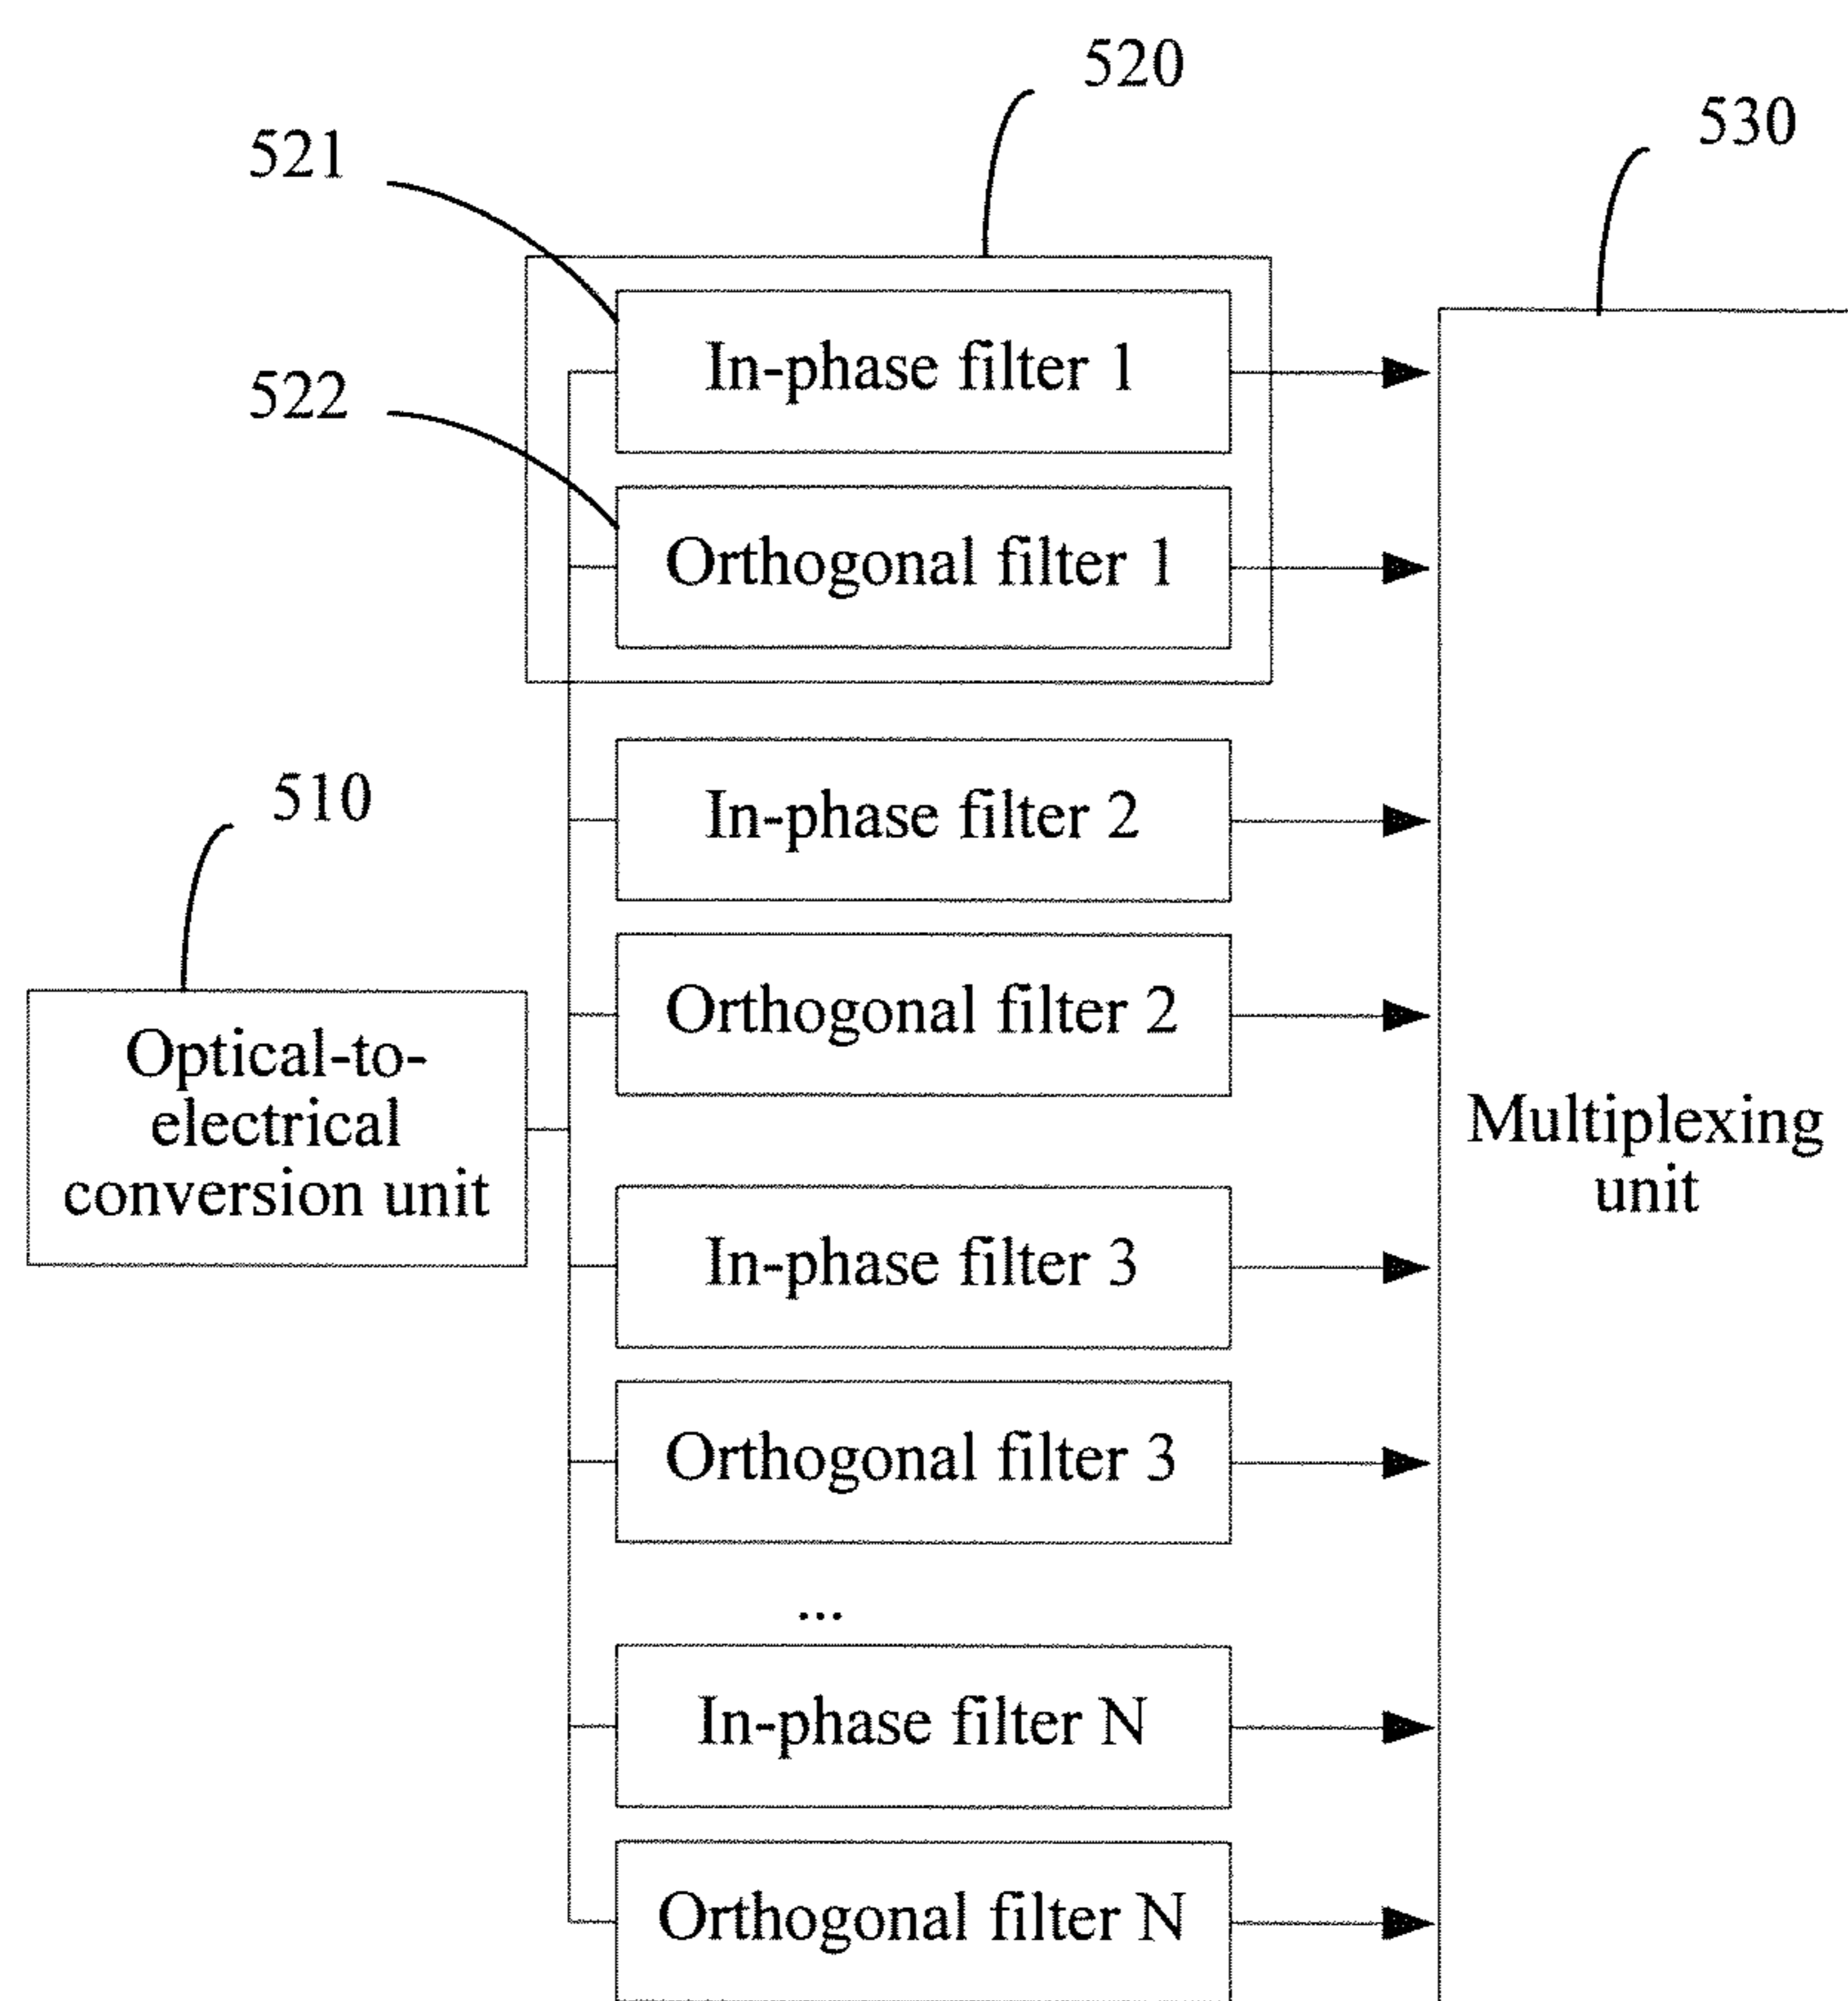 520
530
521
In-phase filter 1
522
Orthogonal filter 1
In-phase filter 2
510
Orthogonal filter 2
Optical-to-
electrical
conversion unit
Multiplexing
unit
In-phase filter 3
Orthogonal filter 3
...
In-phase filter N
Orthogonal filter N